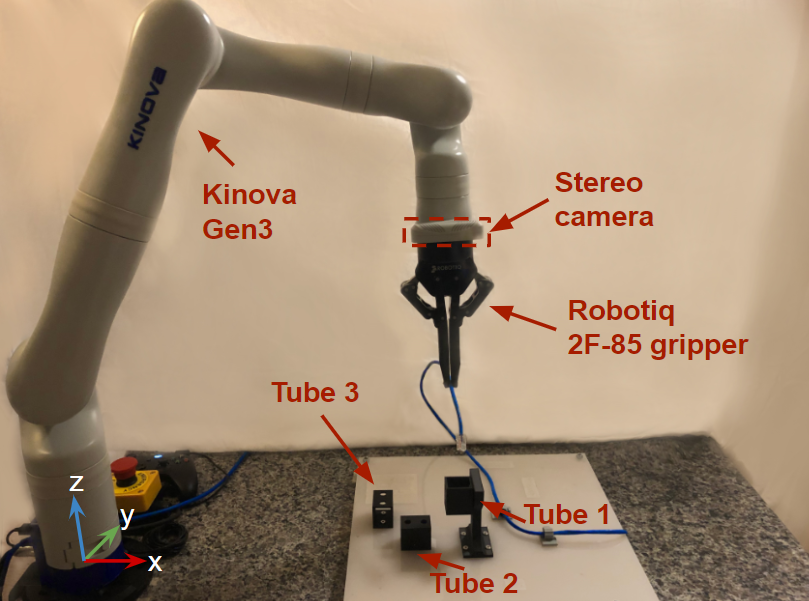 KINOVA
Kinova
Gen3
Stereo
camera
Robotiq
2F-85 gripper
Tube 3
Tube 1
Tube 2
z
y
x